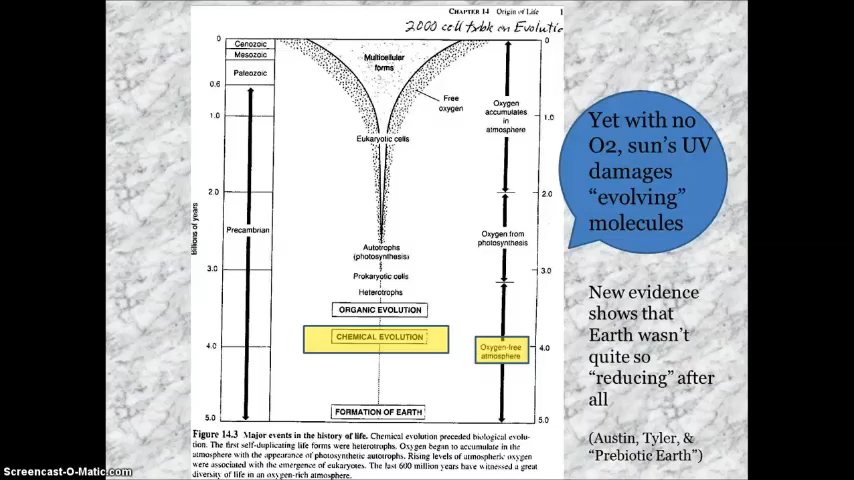 CHAPTER 14 Origin of Life 1
2000 cell txbk on Evolutio
0
Cenozoic
Mesozoic
Paleozoic
0.6
1.0
2.0
Precambrian
3.0
4.0
5.0
Billions of years
Multicellular
forms
Free
oxygen
Eukaryotic cells
Autotrophs
(photosynthesis)
Prokaryotic cells
Heterotrophs
ORGANIC EVOLUTION
CHEMICAL EVOLUTION
FORMATION OF EARTH
Oxygen
accumulates
in
atmosphere
Oxygen from
photosynthesis
Oxygen-free
atmosphere
0
1.0
2.0
3.0
4.0
5.0
Figure 14.3 Major events in the history of life. Chemical evolution preceded biological evolu-
tion. The first self-duplicating life forms were heterotrophs. Oxygen began to accumulate in the
atmosphere with the appearance of photosynthetic autotrophs. Rising levels of atmospheric oxygen
were associated with the emergence of eukaryotes. The last 600 million years have witnessed a great
diversity of life in an oxygen-rich atmosphere.
Yet with no
O2, sun's UV
damages
“evolving”
molecules
New evidence
shows that
Earth wasn't
quite so
“reducing” after
all
(Austin, Tyler, &
“Prebiotic Earth”)
Screencast-O-Matic.com